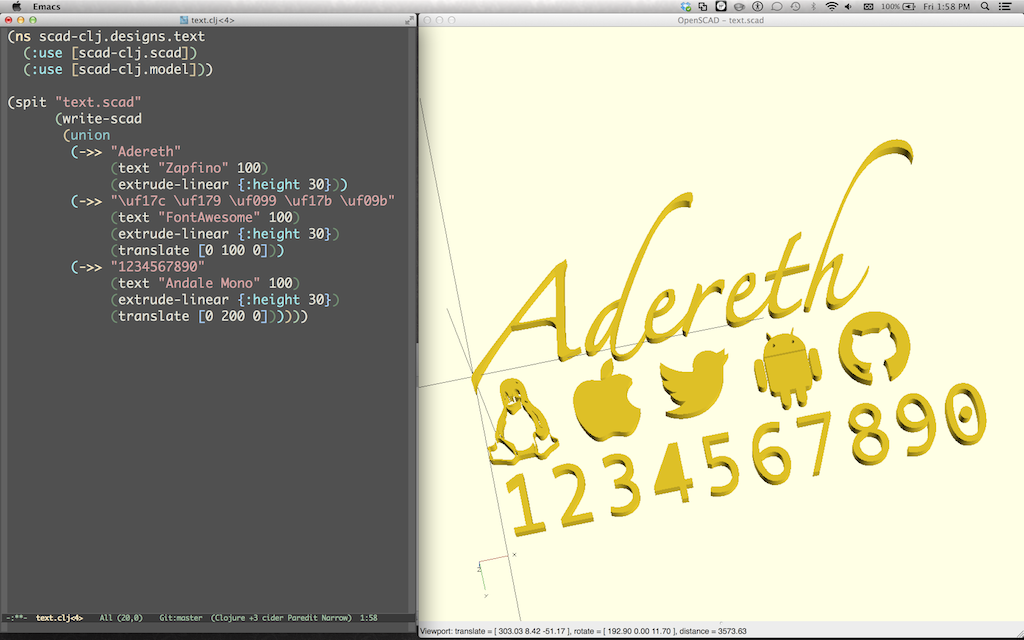 Emacs
100%
Fri 1:58 PM
text.clj<4>
(ns scad-clj.designs.text
  (:use [scad-clj.scad])
  (:use [scad-clj.model]))
(spit "text.scad"
      (write-scad
       (union
        (->> "Adereth"
             (text "Zapfino" 100)
             (extrude-linear {:height 30}))
        (->> "\uf17c \uf179 \uf099 \uf17b \uf09b"
             (text "FontAwesome" 100)
             (extrude-linear {:height 30})
             (translate [0 100 0]))
        (->> "1234567890"
             (text "Andale Mono" 100)
             (extrude-linear {:height 30})
             (translate [0 200 0])))))
-:**-  text.clj<4>    All (20,0)    Git:master  (Clojure +3 cider Paredit Narrow)  1:58
OpenSCAD – text.scad
Adereth
1234567890
x
z
Y
Viewport: translate = [ 303.03 8.42 -51.17 ], rotate = [ 192.90 0.00 11.70 ], distance = 3573.63